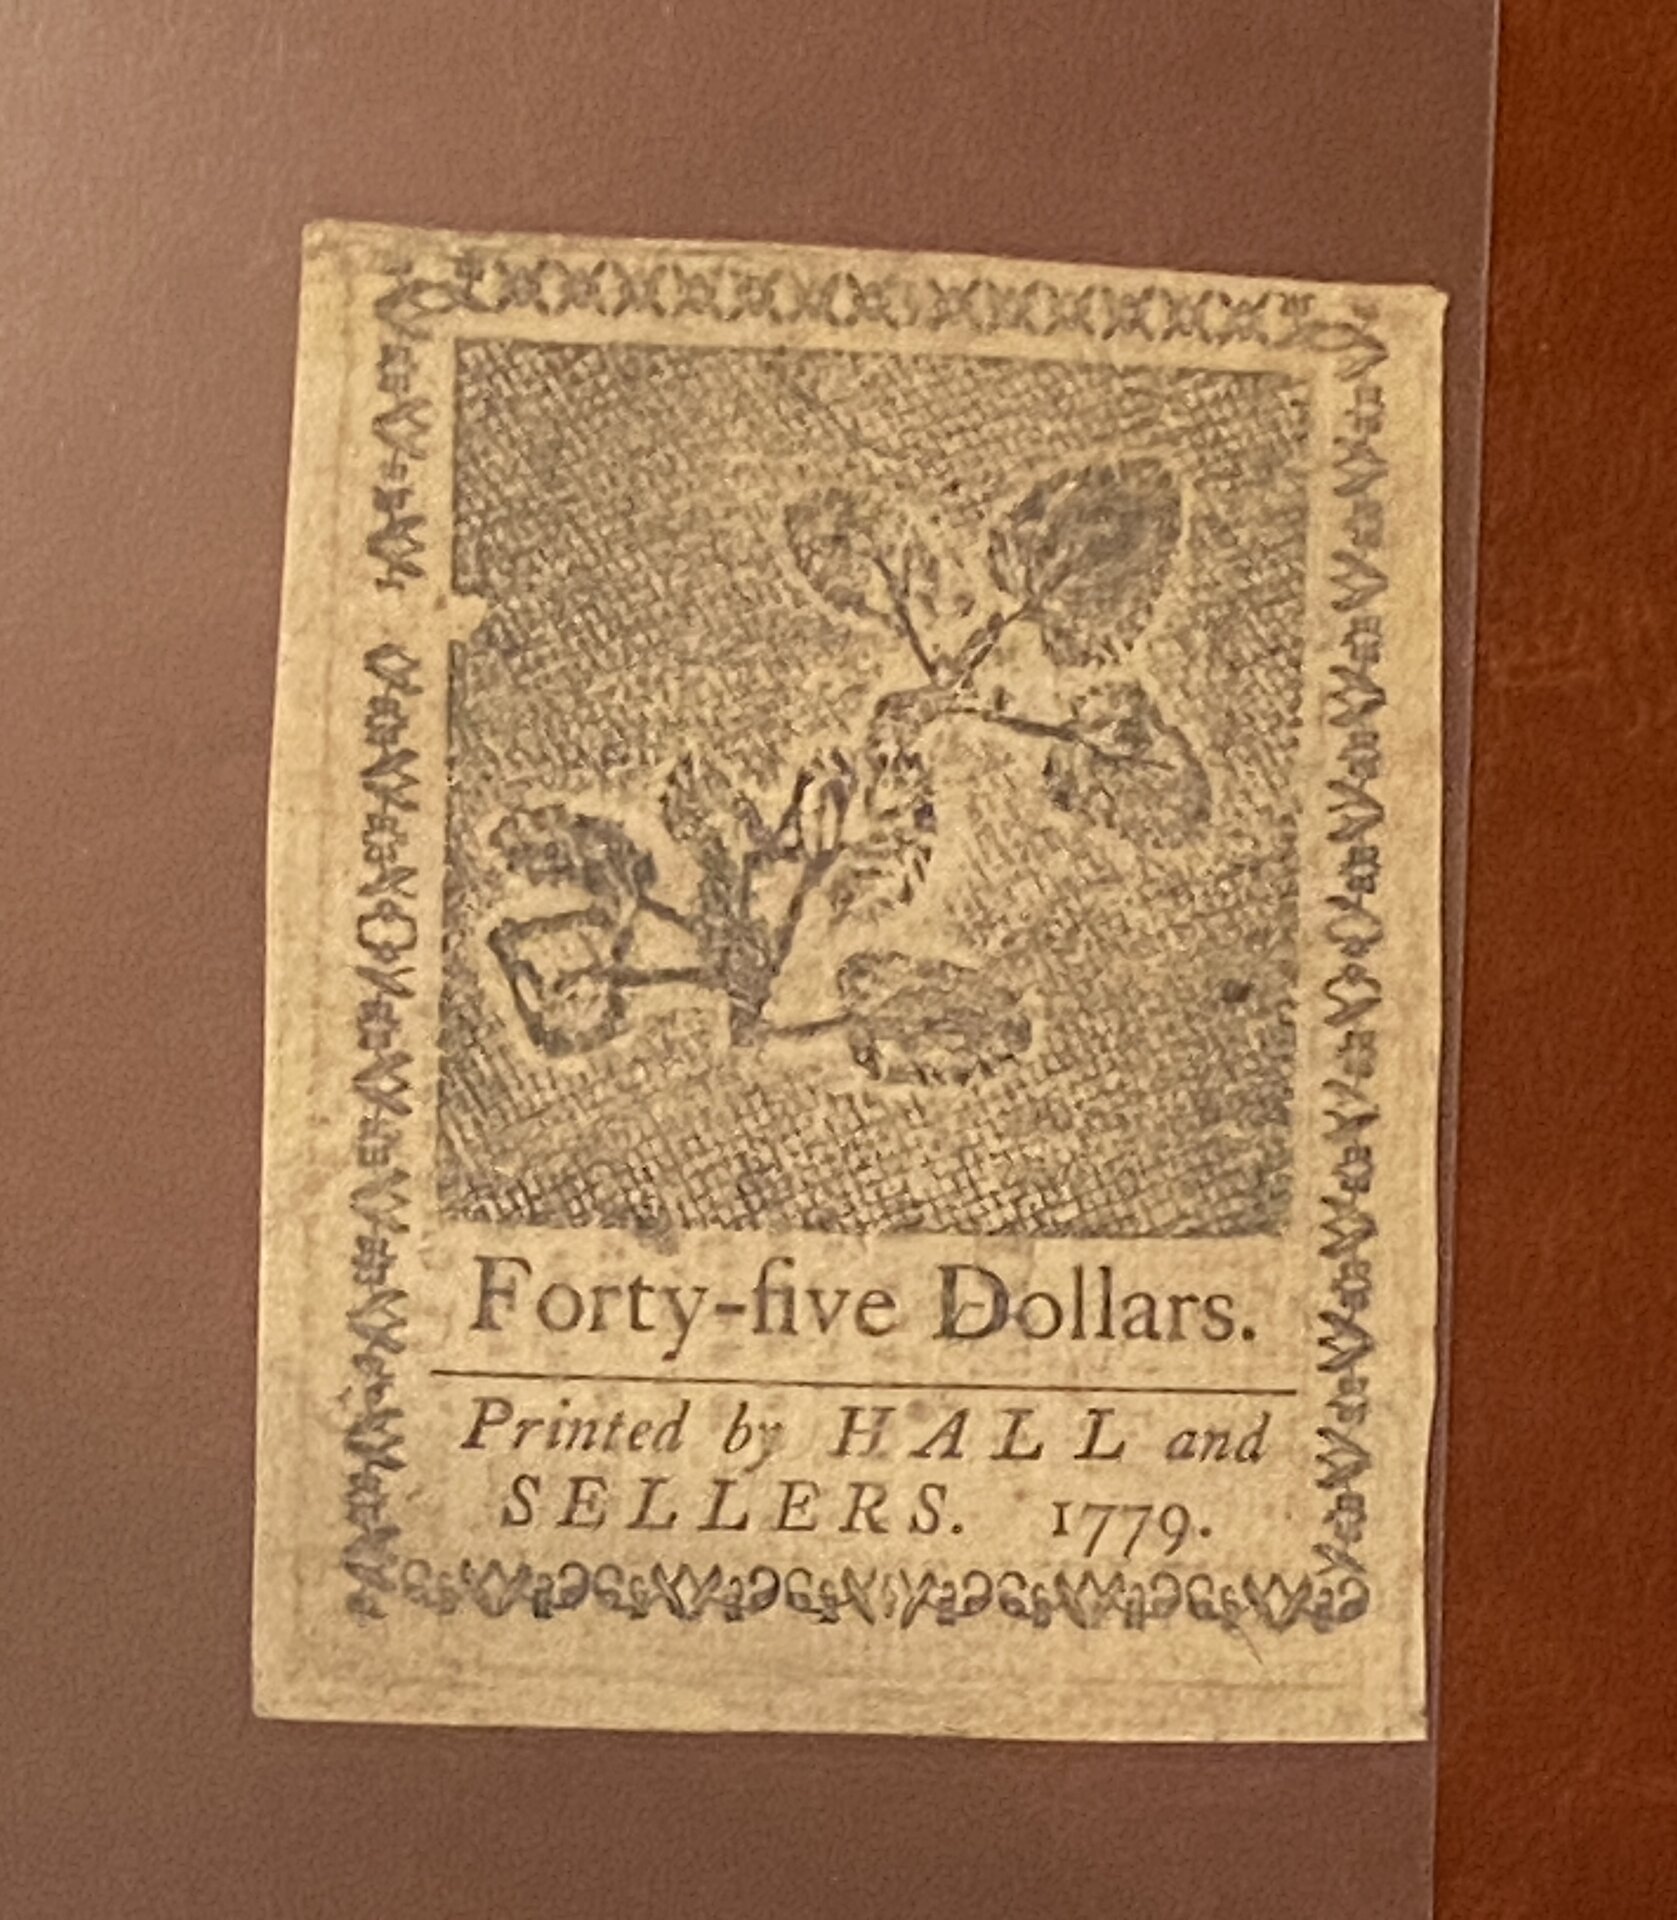 Forty-five Dollars.
Printed by HALL and
SELLERS. 1779.